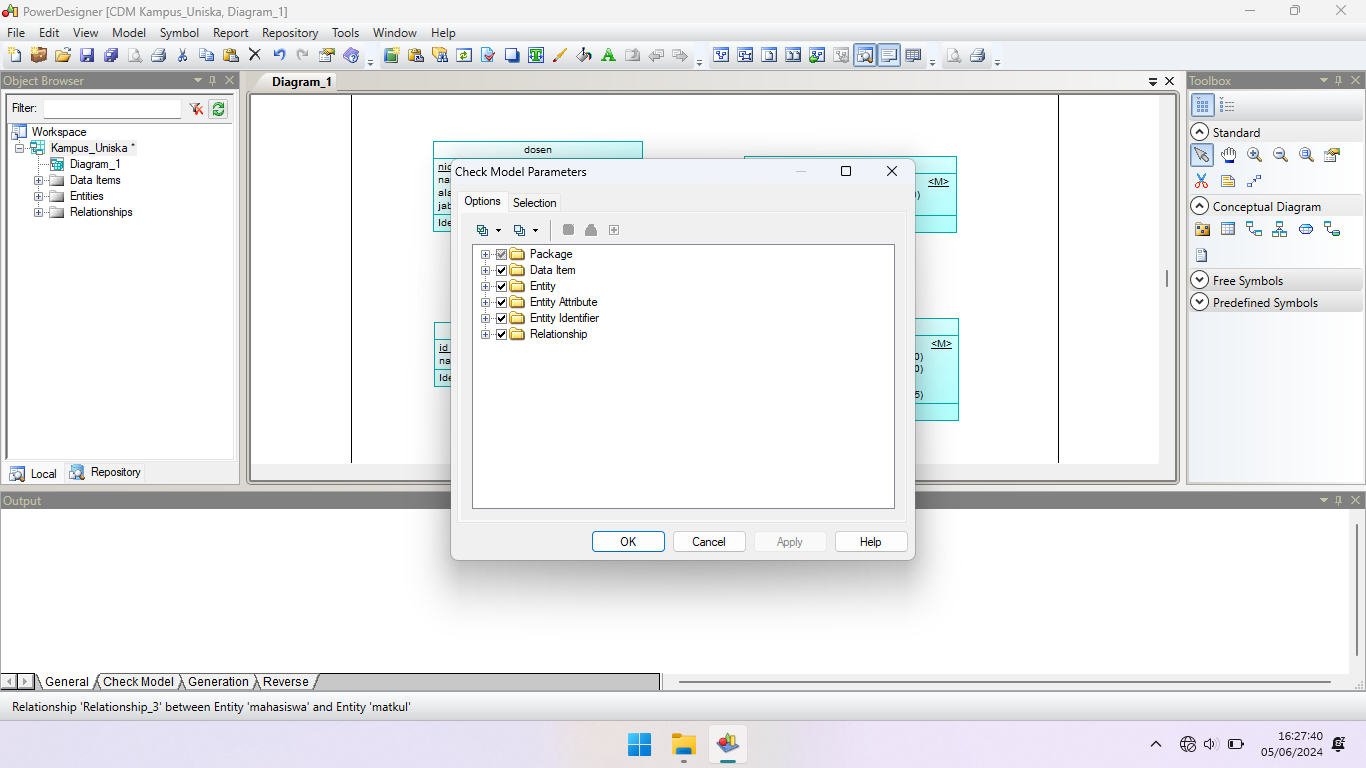 PowerDesigner [CDM Kampus_Uniska, Diagram_1]
File Edit View Model Symbol Report Repository Tools Window Help
Object Browser
Filter:
Workspace
Kampus_Uniska *
Diagram_1
Data Items
Entities
Relationships
Local
Repository
Diagram_1
dosen
<M>
<M>
Check Model Parameters
Options
Selection
Package
Data Item
Entity
Entity Attribute
Entity Identifier
Relationship
OK
Cancel
Apply
Help
Toolbox
Standard
Conceptual Diagram
Free Symbols
Predefined Symbols
Output
General
Check Model
Generation
Reverse
Relationship 'Relationship_3' between Entity 'mahasiswa' and Entity 'matkul'
16:27:40
05/06/2024